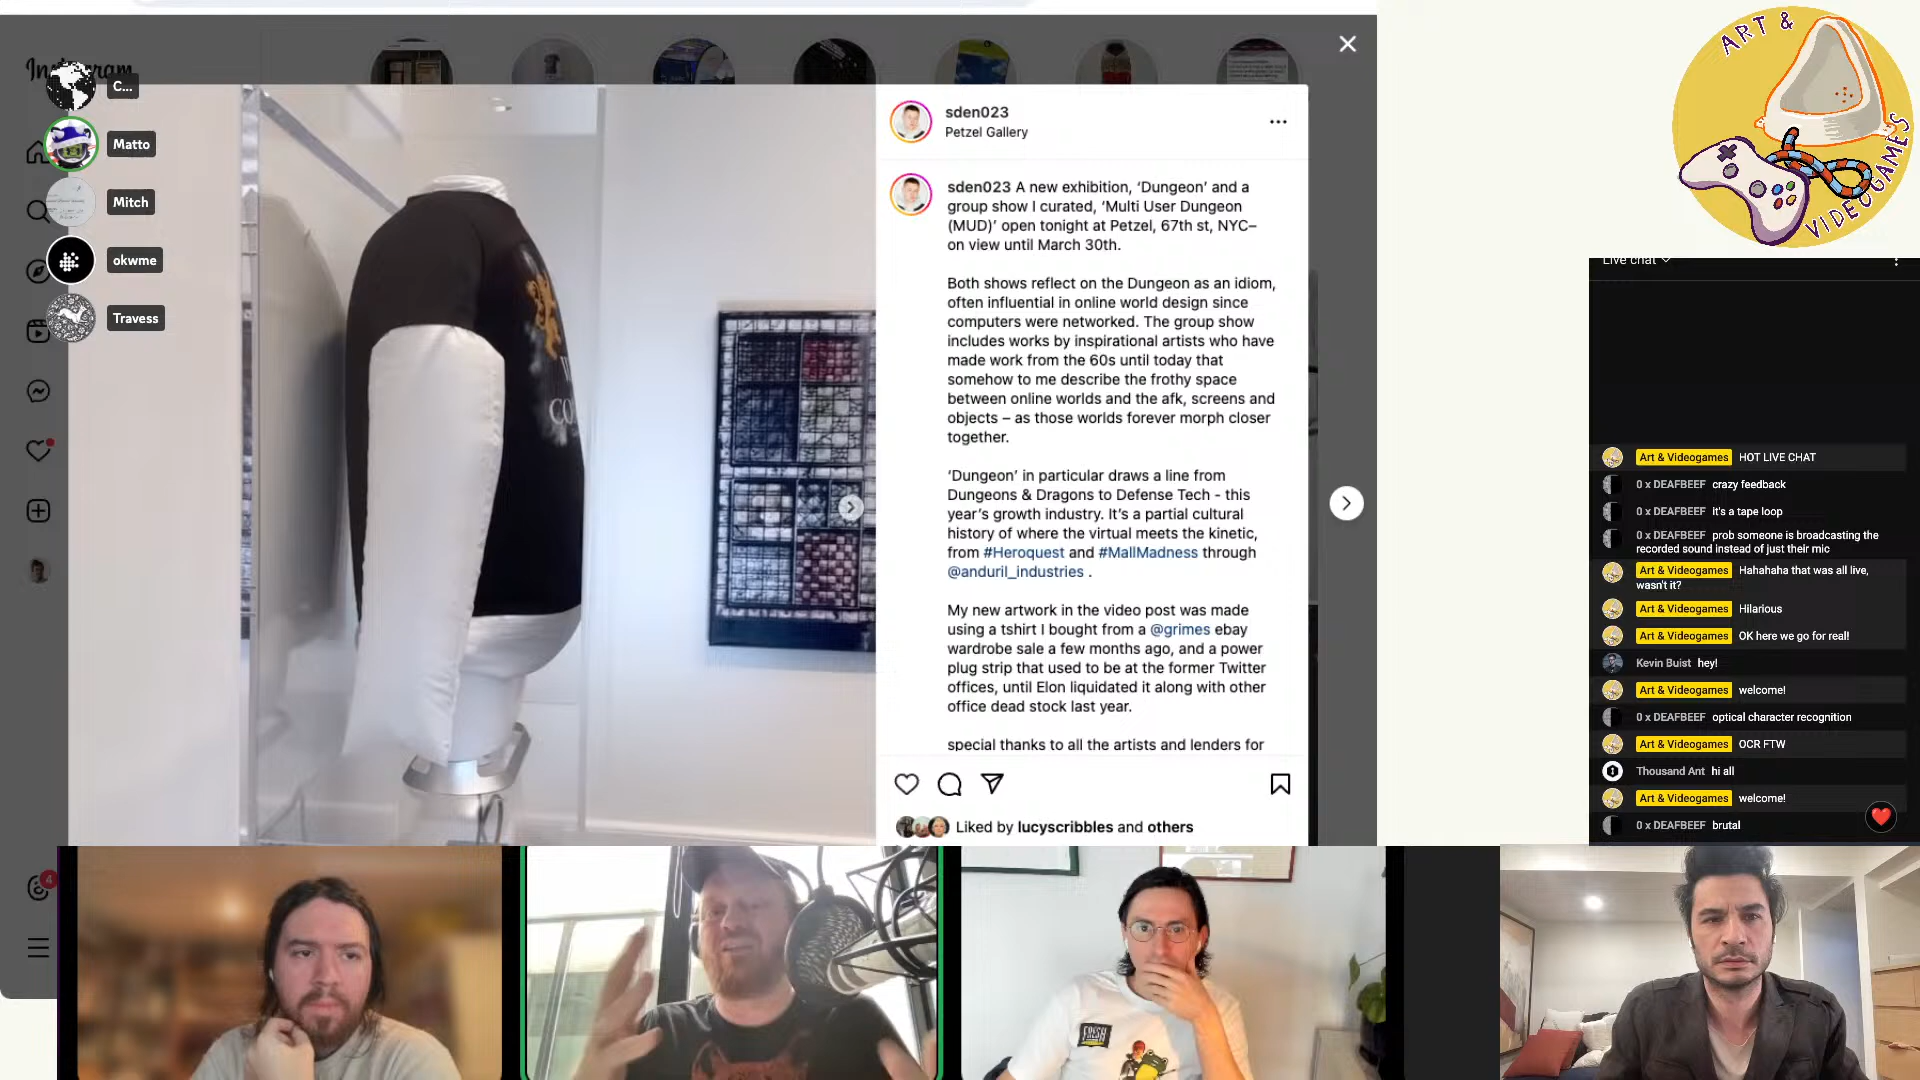 Instagram
C...
Matto
Mitch
okwme
Travess
sden023
Petzel Gallery
sden023 A new exhibition, ‘Dungeon’ and a
group show I curated, ‘Multi User Dungeon
(MUD)’ open tonight at Petzel, 67th st, NYC–
on view until March 30th.
Both shows reflect on the Dungeon as an idiom,
often influential in online world design since
computers were networked. The group show
includes works by inspirational artists who have
made work from the 60s until today that
somehow to me describe the frothy space
between online worlds and the afk, screens and
objects – as those worlds forever morph closer
together.
‘Dungeon’ in particular draws a line from
Dungeons & Dragons to Defense Tech - this
year’s growth industry. It’s a partial cultural
history of where the virtual meets the kinetic,
from #Heroquest and #MallMadness through
@anduril_industries .
My new artwork in the video post was made
using a tshirt I bought from a @grimes ebay
wardrobe sale a few months ago, and a power
plug strip that used to be at the former Twitter
offices, until Elon liquidated it along with other
office dead stock last year.
special thanks to all the artists and lenders for
Liked by lucyscribbles and others
4
ART & VIDEOGAMES
Live chat
Art & Videogames HOT LIVE CHAT
0 x DEAFBEEF crazy feedback
0 x DEAFBEEF it's a tape loop
0 x DEAFBEEF prob someone is broadcasting the
recorded sound instead of just their mic
Art & Videogames Hahahaha that was all live,
wasn't it?
Art & Videogames Hilarious
Art & Videogames OK here we go for real!
Kevin Buist hey!
Art & Videogames welcome!
0 x DEAFBEEF optical character recognition
Art & Videogames OCR FTW
Thousand Ant hi all
Art & Videogames welcome!
0 x DEAFBEEF brutal
FRESH